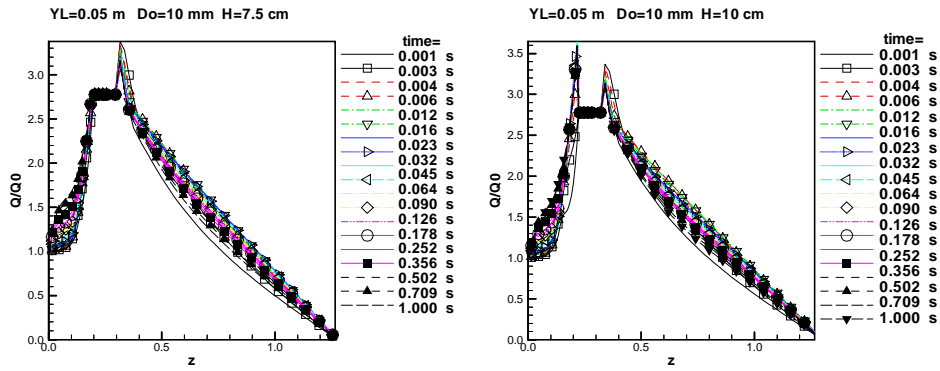 YL=0.05 m Do=10 mm H=7.5 cm
time=
0.001 s
0.003 s
0.004 s
0.006 s
0.012 s
0.016 s
0.023 s
0.032 s
0.045 s
0.064 s
0.090 s
0.126 s
0.178 s
0.252 s
0.356 s
0.502 s
0.709 s
1.000 s
Q/Q0
3.0
2.5
2.0
1.5
1.0
0.5
0.0
0.0 0.5 1.0
z
YL=0.05 m Do=10 mm H=10 cm
time=
0.001 s
0.003 s
0.004 s
0.006 s
0.012 s
0.016 s
0.023 s
0.032 s
0.045 s
0.064 s
0.090 s
0.126 s
0.178 s
0.252 s
0.356 s
0.502 s
0.709 s
1.000 s
Q/Q0
3.5
3.0
2.5
2.0
1.5
1.0
0.5
0.0
0.0 0.5 1.0
z